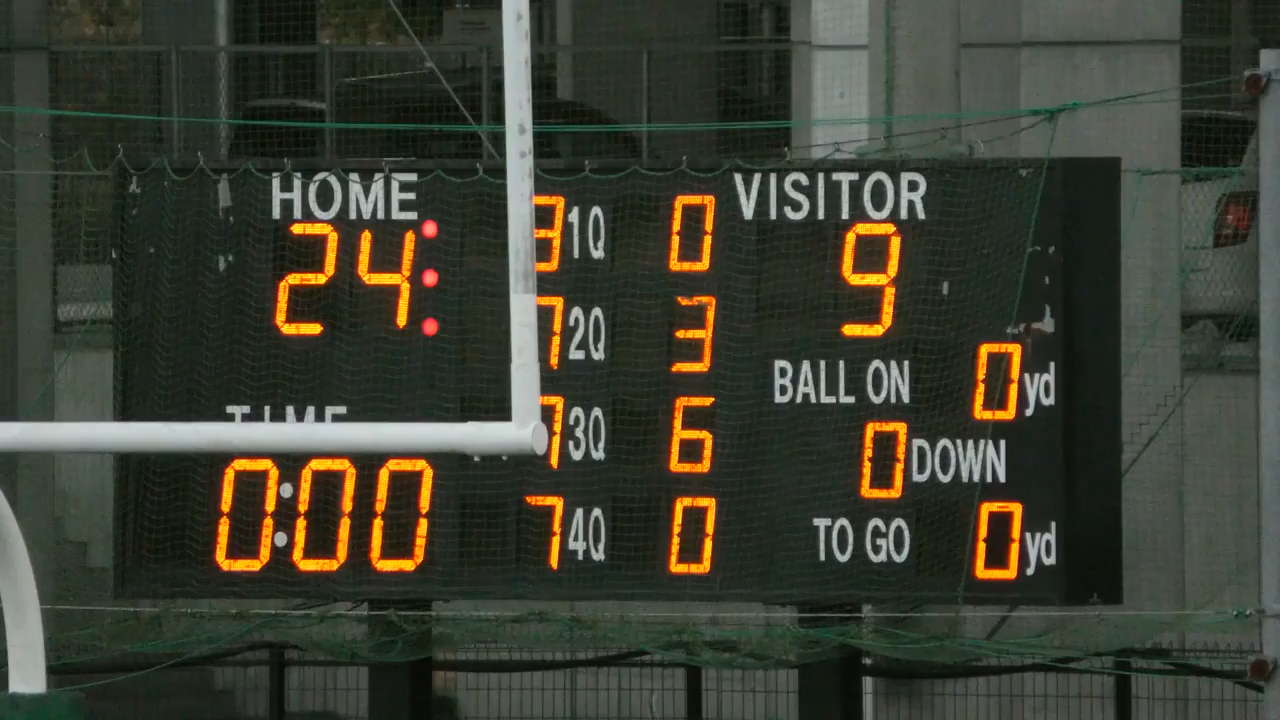 HOME VISITOR
24 9
3 1Q 0
7 2Q 3
BALL ON 0 yd
TIME
7 3Q 6
0 DOWN
0:00
7 4Q 0
TO GO 0 yd